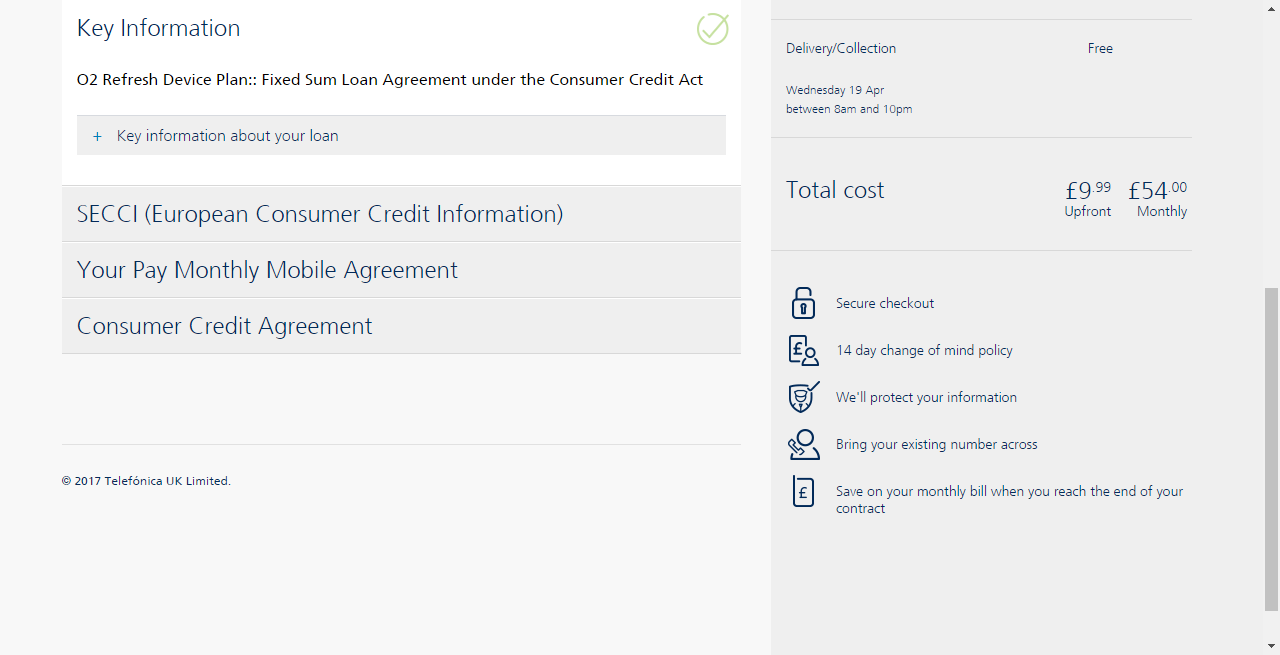 Key Information
O2 Refresh Device Plan:: Fixed Sum Loan Agreement under the Consumer Credit Act
+ Key information about your loan
SECCI (European Consumer Credit Information)
Your Pay Monthly Mobile Agreement
Consumer Credit Agreement
© 2017 Telefónica UK Limited.
Delivery/Collection Free
Wednesday 19 Apr
between 8am and 10pm
Total cost £9.99 £54.00
Upfront Monthly
Secure checkout
£ 14 day change of mind policy
We'll protect your information
Bring your existing number across
£ Save on your monthly bill when you reach the end of your
contract